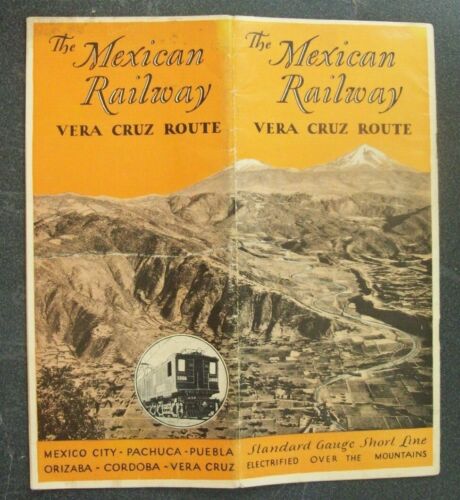 The Mexican
Railway
VERA CRUZ ROUTE
MEXICO CITY - PACHUCA - PUEBLA
ORIZABA - CORDOBA - VERA CRUZ
The Mexican
Railway
VERA CRUZ ROUTE
Standard Gauge Short Line
ELECTRIFIED OVER THE MOUNTAINS